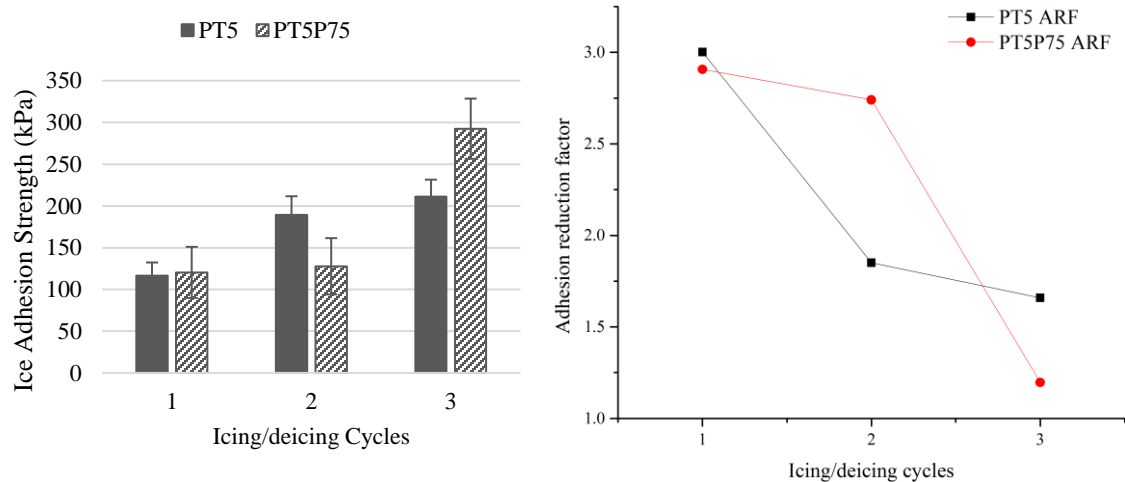 PT5 PT5P75
Ice Adhesion Strength (kPa)
350
300
250
200
150
100
50
0
1 2 3
Icing/deicing Cycles
PT5 ARF
PT5P75 ARF
Adhesion reduction factor
3.0
2.5
2.0
1.5
1.0
1 2 3
Icing/deicing cycles